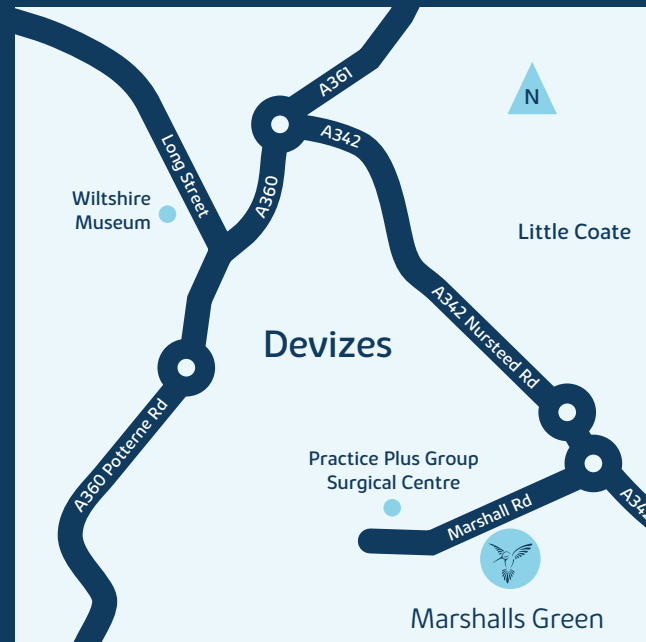 A361
N
A342
Long Street
A360
Wiltshire
Museum
Little Coate
A342 Nursteed Rd
Devizes
A360 Potterne Rd
Practice Plus Group
Surgical Centre
Marshall Rd
A342
Marshalls Green